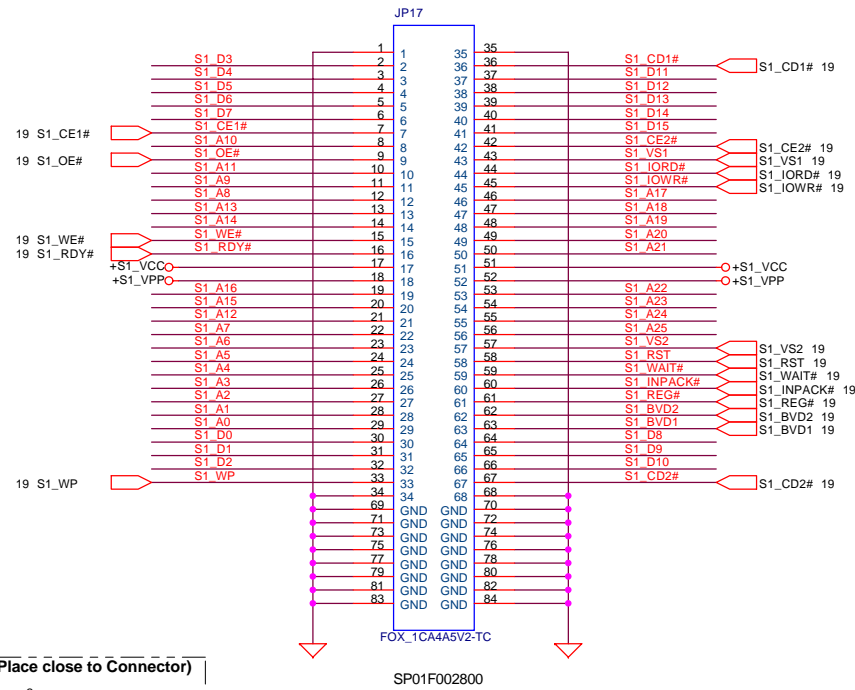 JP17
1 1 35 35
S1_D3 2 2 36 36 S1_CD1# S1_CD1# 19
S1_D4 3 3 37 37 S1_D11
S1_D5 4 4 38 38 S1_D12
S1_D6 5 5 39 39 S1_D13
S1_D7 6 6 40 40 S1_D14
19 S1_CE1# S1_CE1# 7 7 41 41 S1_D15
S1_A10 8 8 42 42 S1_CE2# S1_CE2# 19
19 S1_OE# S1_OE# 9 9 43 43 S1_VS1 S1_VS1 19
S1_A11 10 10 44 44 S1_IORD# S1_IORD# 19
S1_A9 11 11 45 45 S1_IOWR# S1_IOWR# 19
S1_A8 12 12 46 46 S1_A17
S1_A13 13 13 47 47 S1_A18
S1_A14 14 14 48 48 S1_A19
19 S1_WE# S1_WE# 15 15 49 49 S1_A20
19 S1_RDY# S1_RDY# 16 16 50 50 S1_A21
+S1_VCC 17 17 51 51 +S1_VCC
+S1_VPP 18 18 52 52 +S1_VPP
S1_A16 19 19 53 53 S1_A22
S1_A15 20 20 54 54 S1_A23
S1_A12 21 21 55 55 S1_A24
S1_A7 22 22 56 56 S1_A25
S1_A6 23 23 57 57 S1_VS2 S1_VS2 19
S1_A5 24 24 58 58 S1_RST S1_RST 19
S1_A4 25 25 59 59 S1_WAIT# S1_WAIT# 19
S1_A3 26 26 60 60 S1_INPACK# S1_INPACK# 19
S1_A2 27 27 61 61 S1_REG# S1_REG# 19
S1_A1 28 28 62 62 S1_BVD2 S1_BVD2 19
S1_A0 29 29 63 63 S1_BVD1 S1_BVD1 19
S1_D0 30 30 64 64 S1_D8
S1_D1 31 31 65 65 S1_D9
S1_D2 32 32 66 66 S1_D10
19 S1_WP S1_WP 33 33 67 67 S1_CD2# S1_CD2# 19
34 34 68 68
69 GND GND 70
71 GND GND 72
73 GND GND 74
75 GND GND 76
77 GND GND 78
79 GND GND 80
81 GND GND 82
83 GND GND 84
FOX_1CA4A5V2-TC
Place close to Connector)
SP01F002800